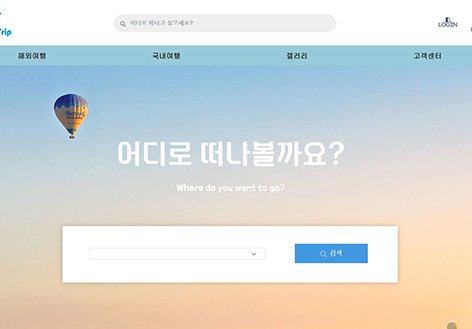 Trip
어디로 떠나고 싶으세요?
LOGIN
해외여행
국내여행
갤러리
고객센터
어디로 떠나볼까요?
Where do you want to go?
검색